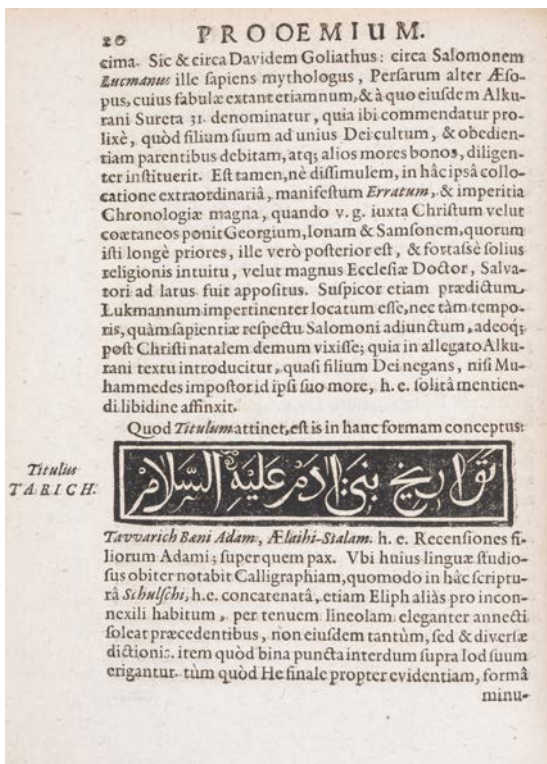 20 PROOEMIUM.
cima. Sic & circa Davidem Goliathus: circa Salomonem
Lucmanus ille ſapiens mythologus, Perſarum alter Æſo-
pus, cuius fabulæ extant etiamnum, & à quo eiuſdem Alku-
rani Sureta 31. denominatur, quia ibi commendatur pro-
lixè, quòd filium ſuum ad unius Dei cultum, & obedien-
tiam parentibus debitam, atq; alios mores bonos, diligen-
ter inſtituerit. Eſt tamen, nè diſſimulem, in hâc ipſâ collo-
catione extraordinariâ, manifeſtum Erratum, & imperitia
Chronologiæ magna, quando v. g. iuxta Chriſtum velut
coætaneos ponit Georgium, Ionam & Samſonem, quorum
iſti longè priores, ille verò poſterior eſt, & fortaſſè ſolius
religionis intuitu, velut magnus Eccleſiæ Doctor, Salva-
tori ad latus fuit appoſitus. Suſpicor etiam prædictum
Lukmannum impertinenter locatum eſſe, nec tàm tempo-
ris, quàm ſapientiæ reſpectu Salomoni adiunctum, adeoq;
poſt Chriſti natalem demum vixiſſe; quia in allegato Alku-
rani textu introducitur, quaſi filium Dei negans, niſi Mu-
hammedes impoſtor id ipſi ſuo more, h. e. ſolitâ mentien-
di libidine affinxit.
Quod Titulum attinet, eſt is in hanc formam conceptus:
Titulus
TARICH.
تواريخ بني ادم عليه السلام
Tavvarich Bæni Adam, Ælaihi-Sſalam. h. e. Recenſiones fi-
liorum Adami; ſuper quem pax. Vbi huius linguæ ſtudio-
ſus obiter notabit Calligraphiam, quomodo in hâc ſcriptu-
râ Schulſchi, h.e. concatenatâ, etiam Eliph aliàs pro incon-
nexili habitum, per tenuem lineolam eleganter annecti
ſoleat præcedentibus, non eiuſdem tantùm, ſed & diverſæ
dictionis. item quòd bina puncta interdum ſupra Iod ſuum
erigantur. tùm quòd He finale propter evidentiam, formâ
minu-